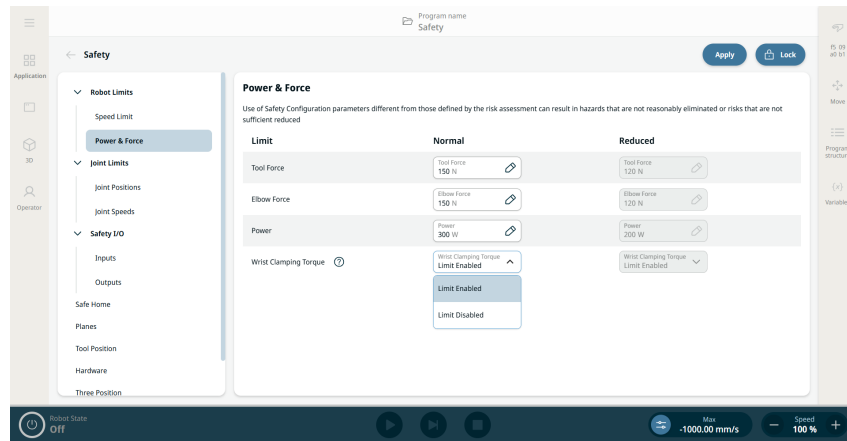 Program name
Safety
Safety
Apply
Lock
f5 09
a0 b1
Application
Move
3D
Program
structur
Operator
{x}
Variable
Robot Limits
Speed Limit
Power & Force
Joint Limits
Joint Positions
Joint Speeds
Safety I/O
Inputs
Outputs
Safe Home
Planes
Tool Position
Hardware
Three Position
Power & Force
Use of Safety Configuration parameters different from those defined by the risk assessment can result in hazards that are not reasonably eliminated or risks that are not
sufficient reduced
Limit Normal Reduced
Tool Force
Tool Force
150 N
Tool Force
120 N
Elbow Force
Elbow Force
150 N
Elbow Force
120 N
Power
Power
300 W
Power
200 W
Wrist Clamping Torque ?
Wrist Clamping Torque
Limit Enabled
Wrist Clamping Torque
Limit Enabled
Limit Enabled
Limit Disabled
Robot State
Off
Max
-1000.00 mm/s
Speed
− 100 % +